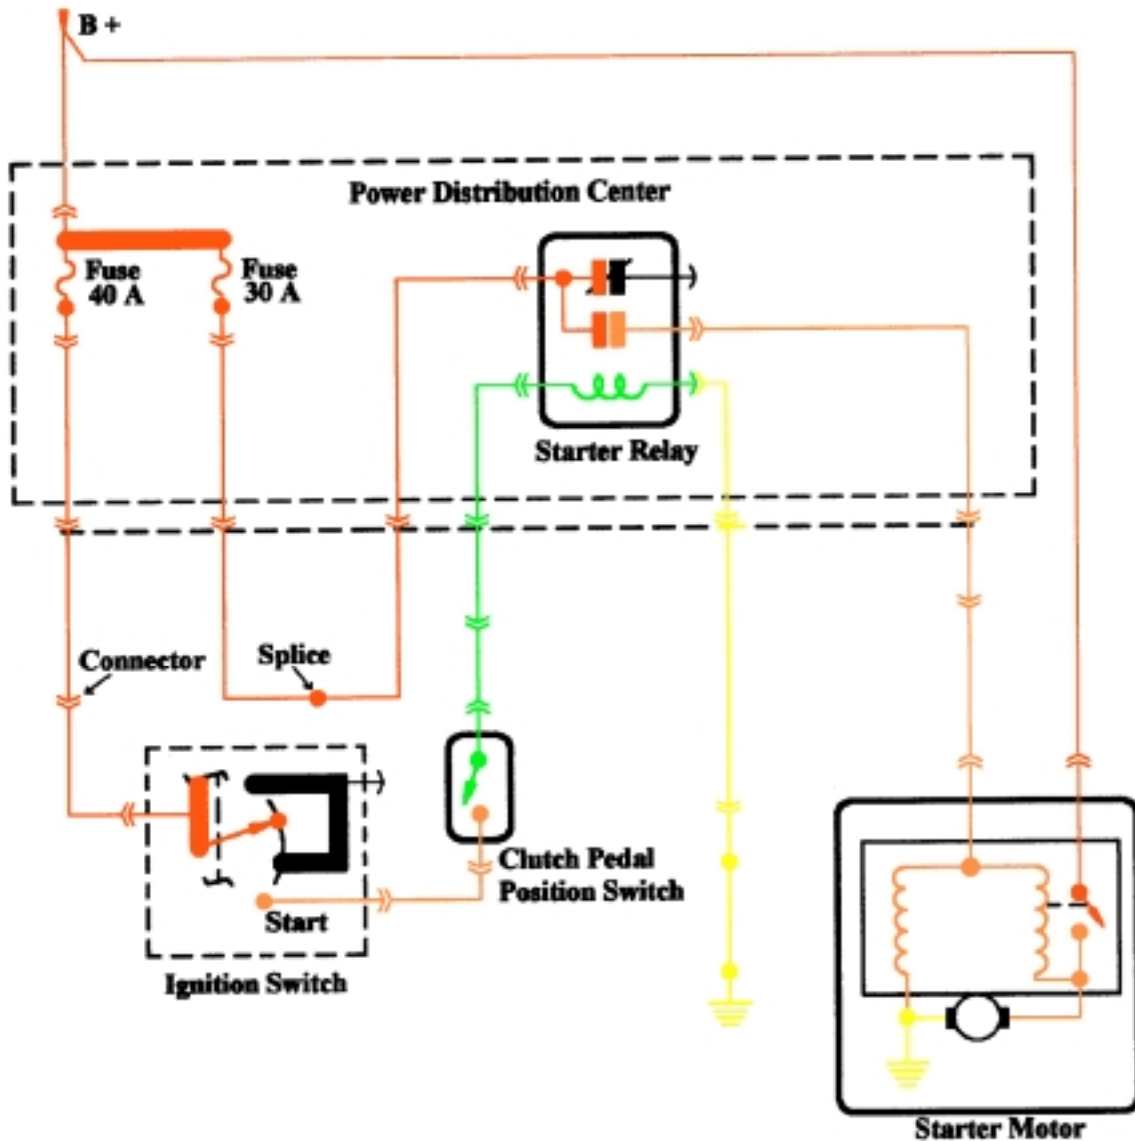 B +
Power Distribution Center
Fuse
40 A
Fuse
30 A
Starter Relay
Connector
Splice
Clutch Pedal
Position Switch
Start
Ignition Switch
Starter Motor